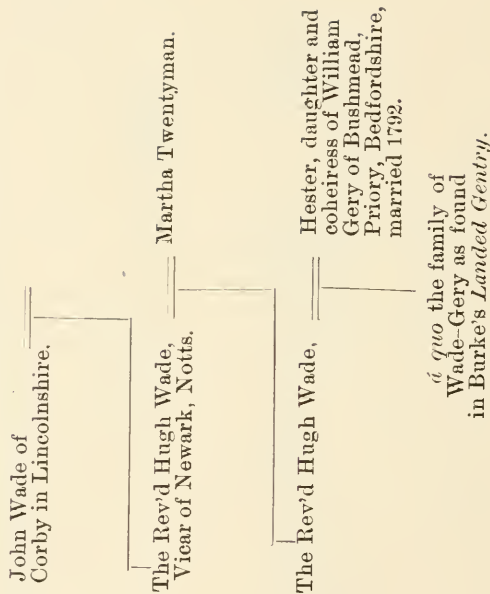 John Wade of
Corby in Lincolnshire.
The Rev'd Hugh Wade,
Vicar of Newark, Notts.
Martha Twentyman.
The Rev'd Hugh Wade,
Hester, daughter and
coheiress of William
Gery of Bushmead,
Priory, Bedfordshire,
married 1792.
á quo the family of
Wade-Gery as found
in Burke's Landed Gentry.